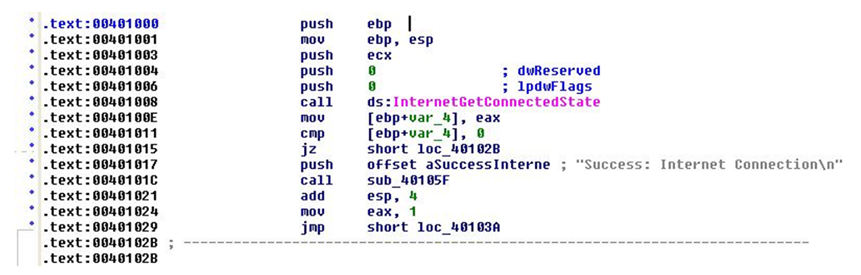 .text:00401000 push ebp
.text:00401001 mov ebp, esp
.text:00401003 push ecx
.text:00401004 push 0 ; dwReserved
.text:00401006 push 0 ; lpdwFlags
.text:00401008 call ds:InternetGetConnectedState
.text:0040100E mov [ebp+var_4], eax
.text:00401011 cmp [ebp+var_4], 0
.text:00401015 jz short loc_40102B
.text:00401017 push offset aSuccessInterne ; "Success: Internet Connection\n"
.text:0040101C call sub_40105F
.text:00401021 add esp, 4
.text:00401024 mov eax, 1
.text:00401029 jmp short loc_40103A
.text:0040102B ; ---------------------------------------------------------------------------
.text:0040102B